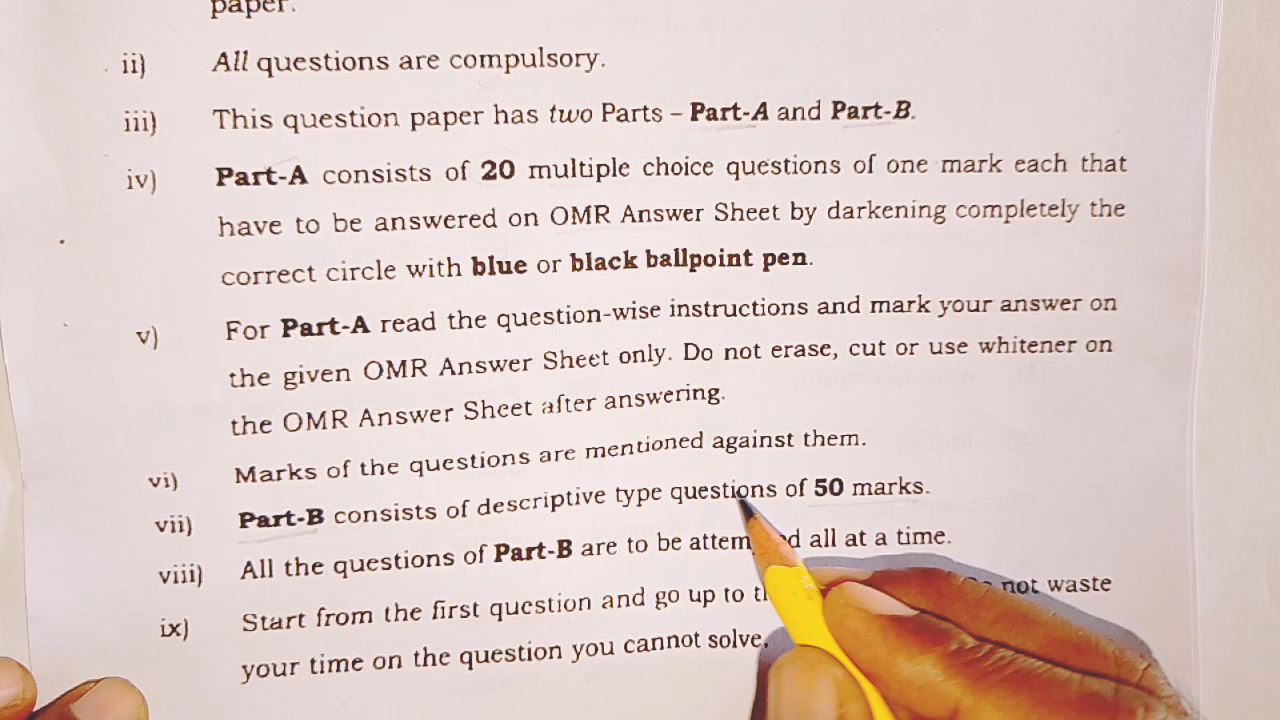 paper.
ii) All questions are compulsory.
iii) This question paper has two Parts – Part-A and Part-B.
iv) Part-A consists of 20 multiple choice questions of one mark each that
have to be answered on OMR Answer Sheet by darkening completely the
correct circle with blue or black ballpoint pen.
v) For Part-A read the question-wise instructions and mark your answer on
the given OMR Answer Sheet only. Do not erase, cut or use whitener on
the OMR Answer Sheet after answering.
vi) Marks of the questions are mentioned against them.
vii) Part-B consists of descriptive type questions of 50 marks.
viii) All the questions of Part-B are to be all at a time.
ix) Start from the first question and go up to not waste
your time on the question you cannot solve.